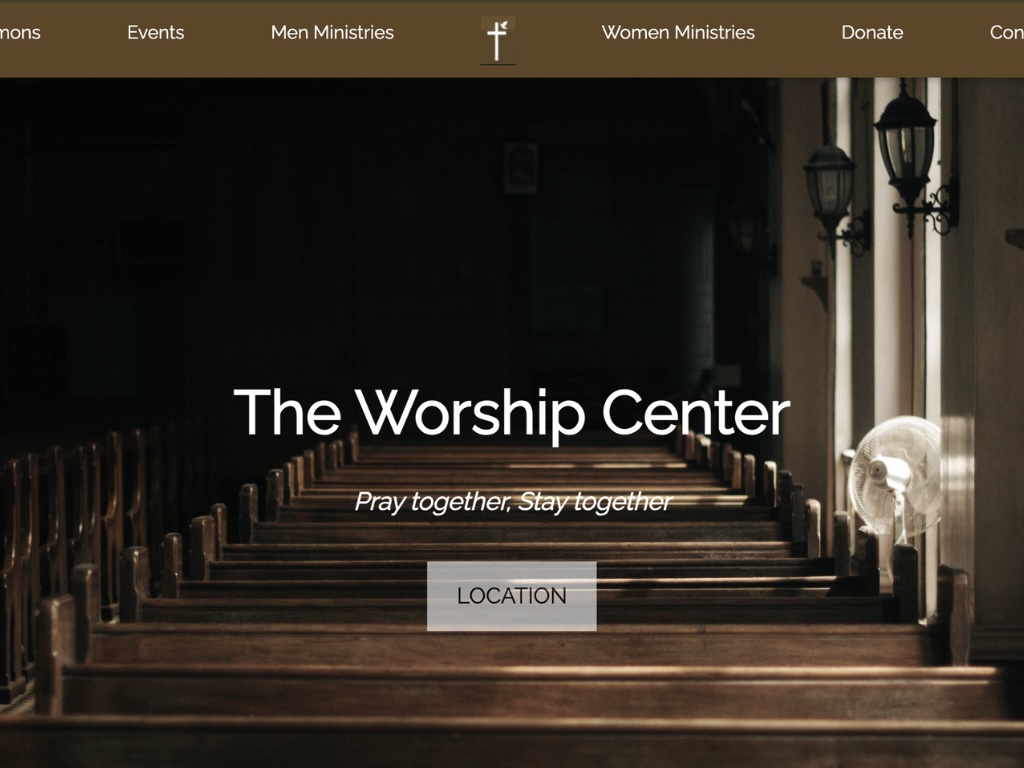 mons Events Men Ministries Women Ministries Donate Con
The Worship Center
Pray together, Stay together
LOCATION